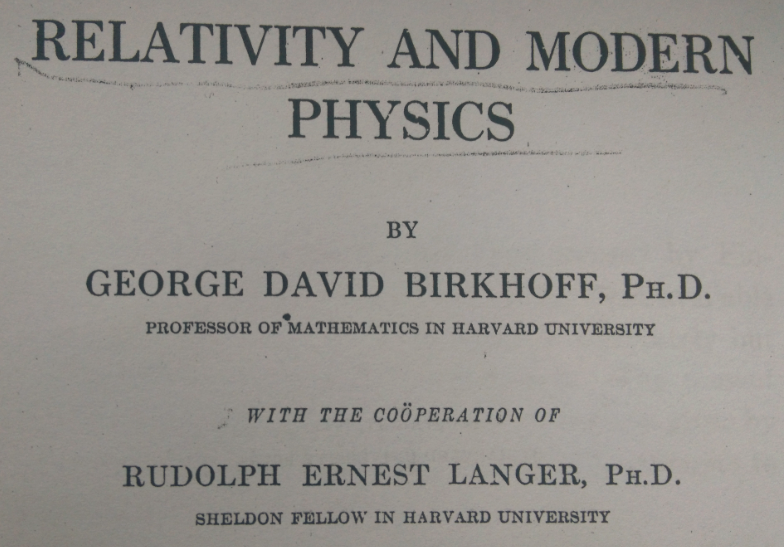 RELATIVITY AND MODERN
PHYSICS
BY
GEORGE DAVID BIRKHOFF, PH.D.
PROFESSOR OF MATHEMATICS IN HARVARD UNIVERSITY
WITH THE COÖPERATION OF
RUDOLPH ERNEST LANGER, PH.D.
SHELDON FELLOW IN HARVARD UNIVERSITY